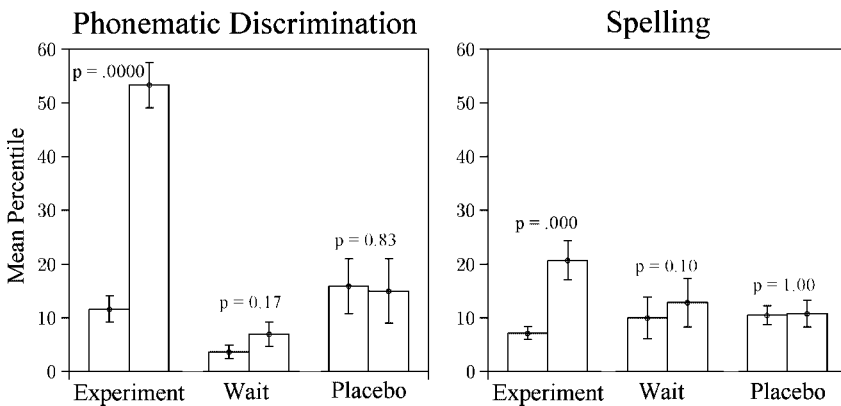 Phonematic Discrimination
Mean Percentile
60
50
40
30
20
10
0
p = .0000
p = 0.17
p = 0.83
Experiment
Wait
Placebo
Spelling
60
50
40
30
20
10
0
p = .000
p = 0.10
p = 1.00
Experiment
Wait
Placebo